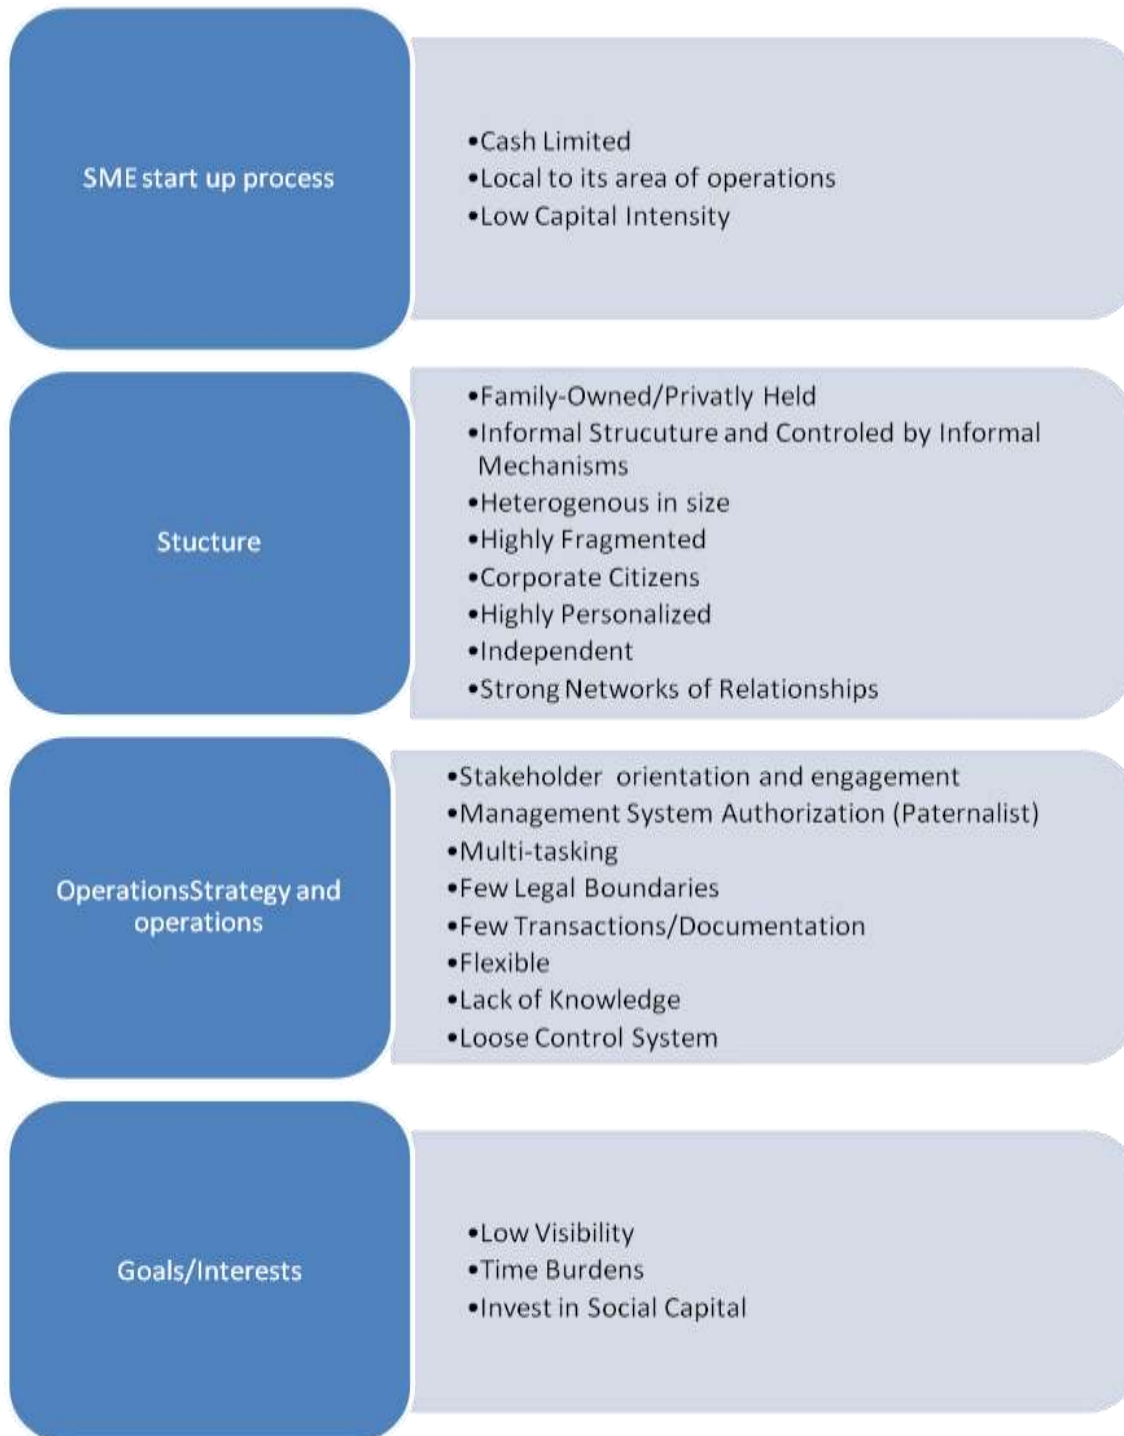 SME start up process
•Cash Limited
•Local to its area of operations
•Low Capital Intensity
Stucture
•Family-Owned/Privatly Held
•Informal Strucuture and Controled by Informal
Mechanisms
•Heterogenous in size
•Highly Fragmented
•Corporate Citizens
•Highly Personalized
•Independent
•Strong Networks of Relationships
OperationsStrategy and
operations
•Stakeholder orientation and engagement
•Management System Authorization (Paternalist)
•Multi-tasking
•Few Legal Boundaries
•Few Transactions/Documentation
•Flexible
•Lack of Knowledge
•Loose Control System
Goals/Interests
•Low Visibility
•Time Burdens
•Invest in Social Capital